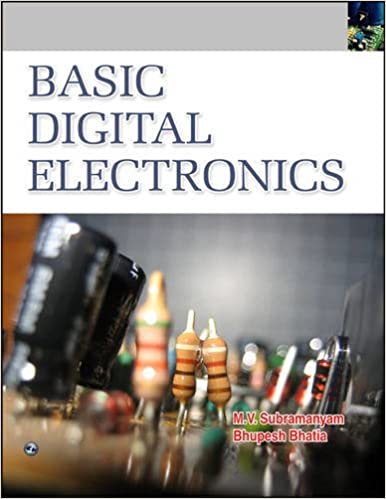 BASIC
DIGITAL
ELECTRONICS
M.V. Subramanyam
Bhupesh Bhatia